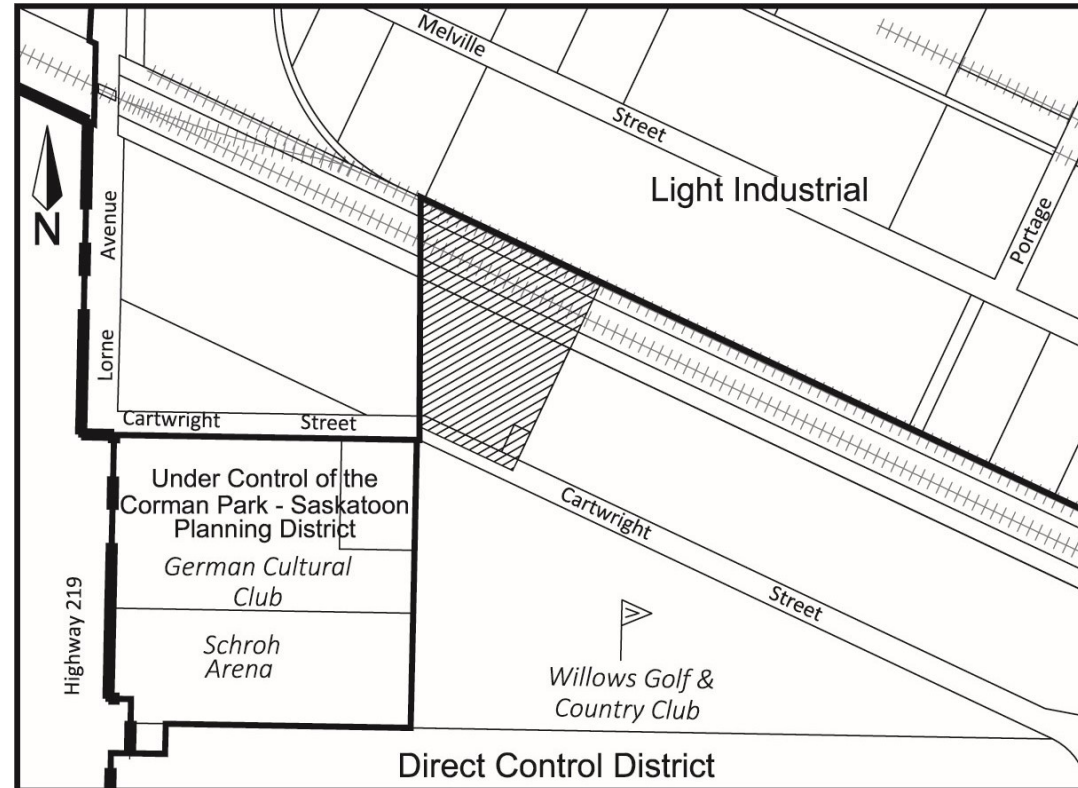 Melville
Street
Light Industrial
Portage
N
Avenue
Lorne
Cartwright
Street
Under Control of the
Corman Park - Saskatoon
Planning District
German Cultural
Club
Cartwright
Street
Highway 219
Schroh
Arena
Willows Golf &
Country Club
Direct Control District